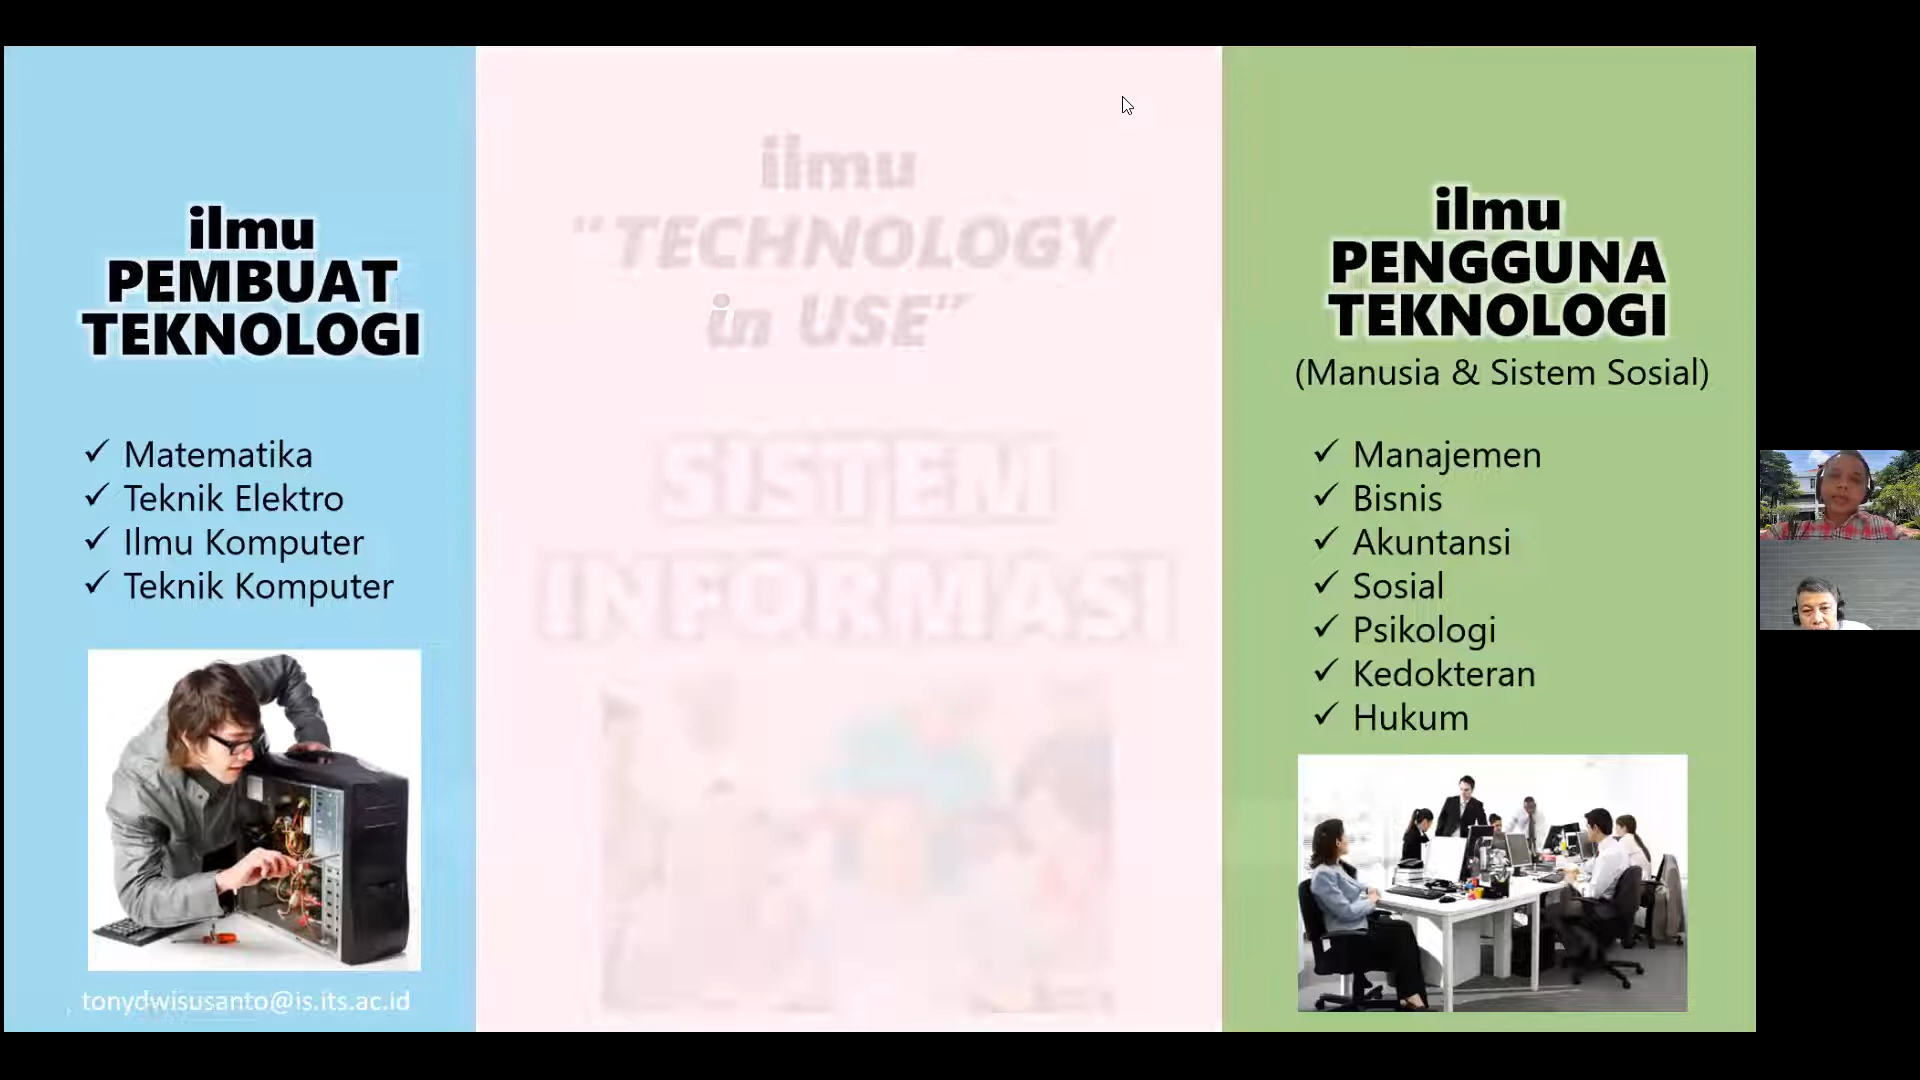 ilmu
PEMBUAT
TEKNOLOGI
✓ Matematika
✓ Teknik Elektro
✓ Ilmu Komputer
✓ Teknik Komputer
tonydwisusanto@is.its.ac.id
ilmu
"TECHNOLOGY
in USE"
SISTEM
INFORMASI
ilmu
PENGGUNA
TEKNOLOGI
(Manusia & Sistem Sosial)
✓ Manajemen
✓ Bisnis
✓ Akuntansi
✓ Sosial
✓ Psikologi
✓ Kedokteran
✓ Hukum